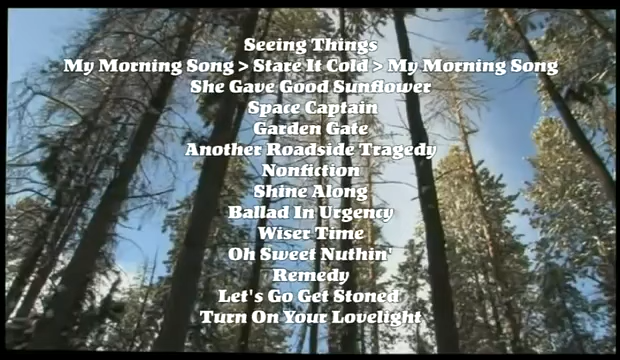 Seeing Things
My Morning Song > Stare It Cold > My Morning Song
She Gave Good Sunflower
Space Captain
Garden Gate
Another Roadside Tragedy
Nonfiction
Shine Along
Ballad In Urgency
Wiser Time
Oh Sweet Nuthin'
Remedy
Let's Go Get Stoned
Turn On Your Lovelight